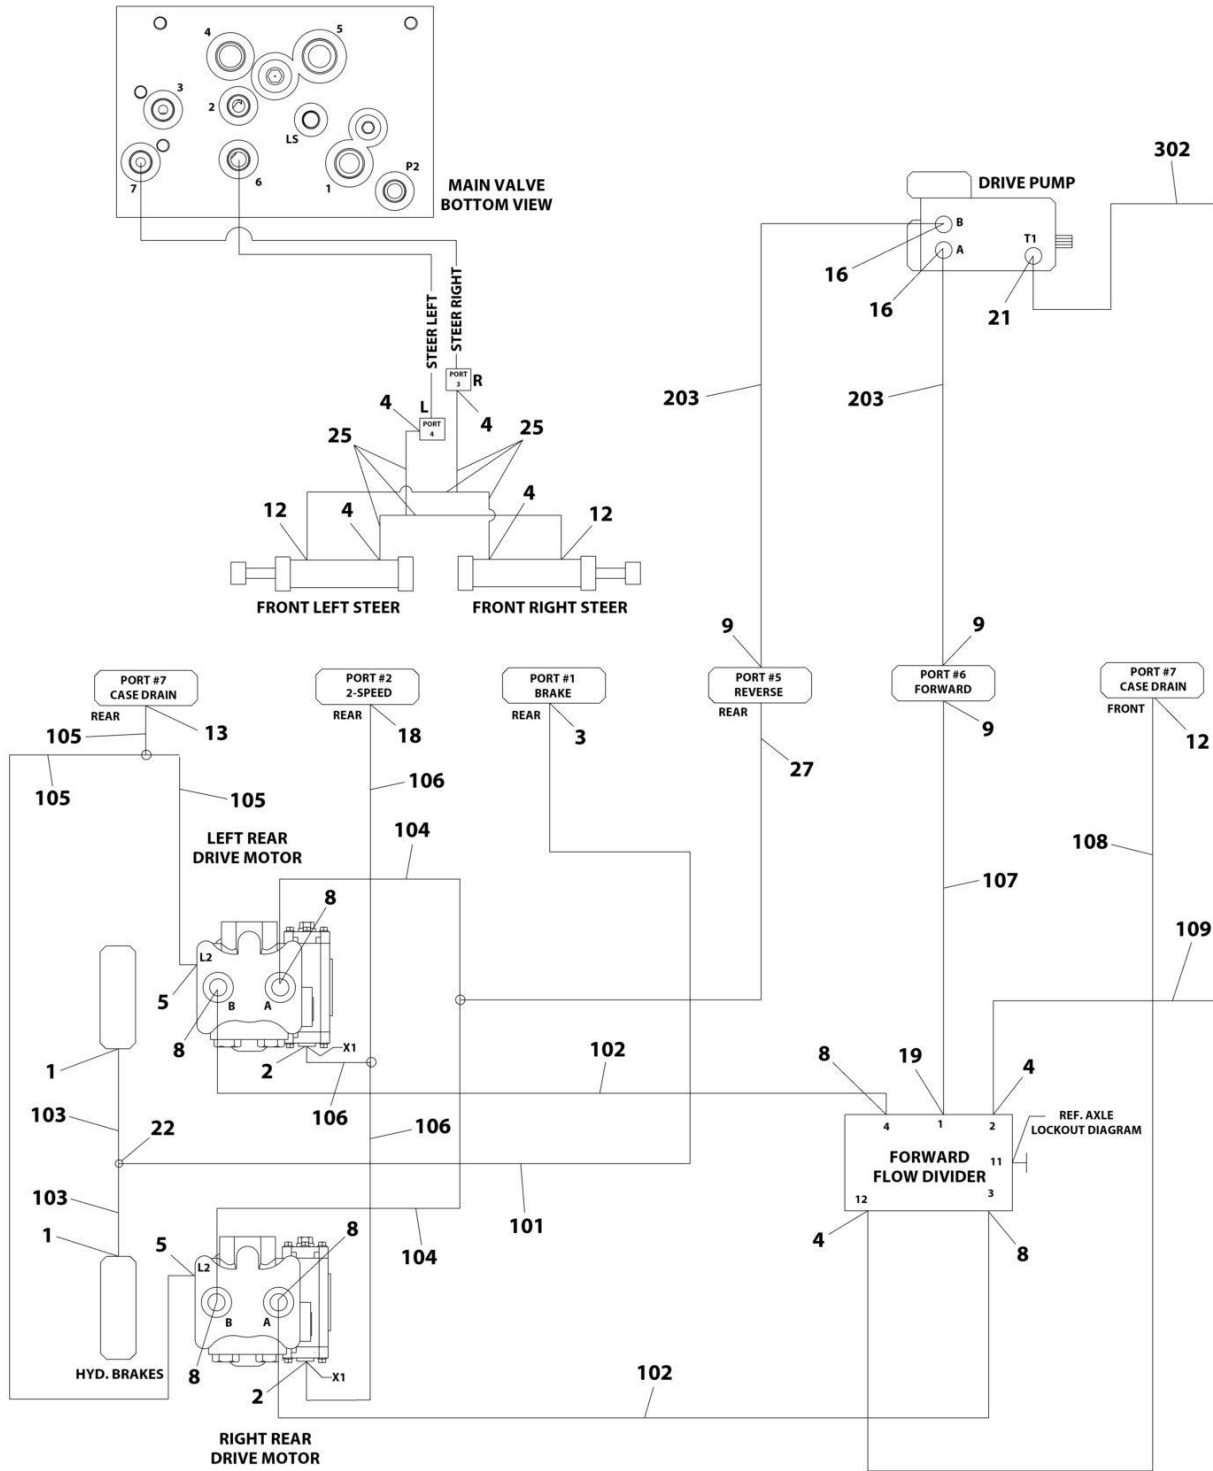 4
5
3
2
LS
7
6
1
P2
MAIN VALVE
BOTTOM VIEW
302
DRIVE PUMP
B
A
T1
16
16
21
STEER LEFT
STEER RIGHT
PORT
3
R
L
PORT
4
4
4
203
203
25
25
12
4
4
12
FRONT LEFT STEER
FRONT RIGHT STEER
9
9
PORT #7
CASE DRAIN
REAR
PORT #2
2-SPEED
REAR
PORT #1
BRAKE
REAR
PORT #5
REVERSE
REAR
PORT #6
FORWARD
PORT #7
CASE DRAIN
FRONT
105
13
18
3
27
9
12
105
105
106
104
LEFT REAR
DRIVE MOTOR
108
107
109
8
L2
5
B
A
8
2
X1
1
106
102
8
19
4
103
22
106
REF. AXLE
LOCKOUT DIAGRAM
4
1
2
11
FORWARD
FLOW DIVIDER
12
3
103
101
1
5
104
8
4
8
L2
B
A
HYD. BRAKES
8
2
X1
102
RIGHT REAR
DRIVE MOTOR